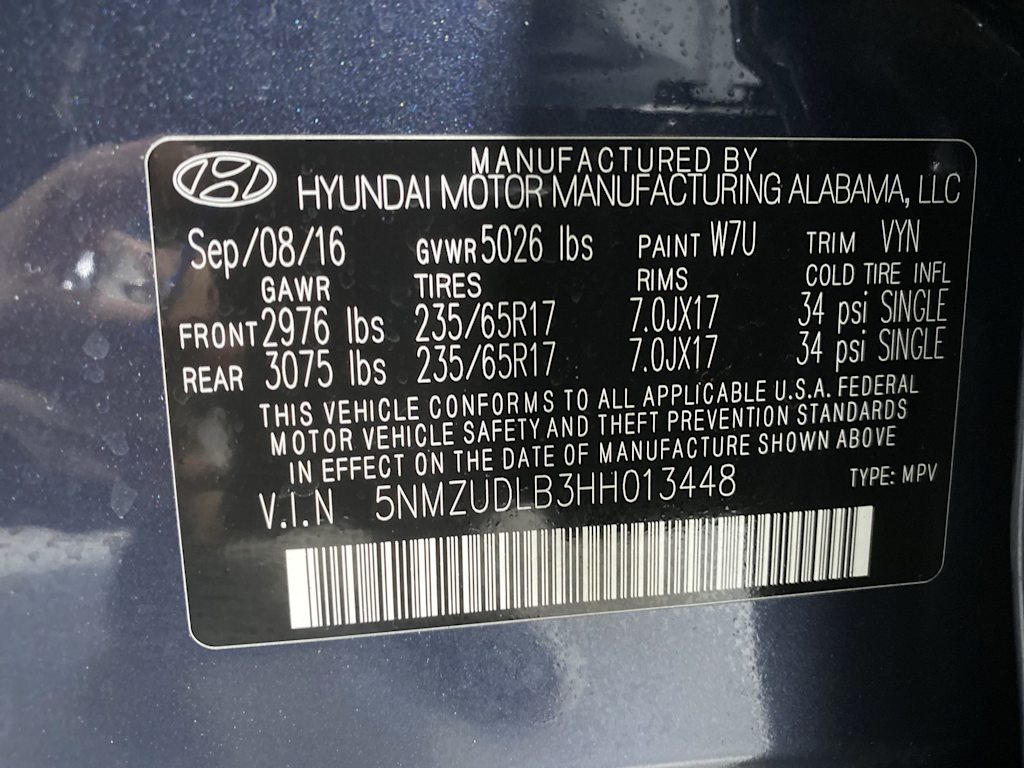 MANUFACTURED BY
HYUNDAI MOTOR MANUFACTURING ALABAMA, LLC
Sep/08/16 GVWR 5026 lbs PAINT W7U TRIM VYN
GAWR TIRES RIMS COLD TIRE INFL
FRONT 2976 lbs 235/65R17 7.0JX17 34 psi SINGLE
REAR 3075 lbs 235/65R17 7.0JX17 34 psi SINGLE
THIS VEHICLE CONFORMS TO ALL APPLICABLE U.S.A. FEDERAL
MOTOR VEHICLE SAFETY AND THEFT PREVENTION STANDARDS
IN EFFECT ON THE DATE OF MANUFACTURE SHOWN ABOVE
V.I.N 5NMZUDLB3HH013448 TYPE: MPV